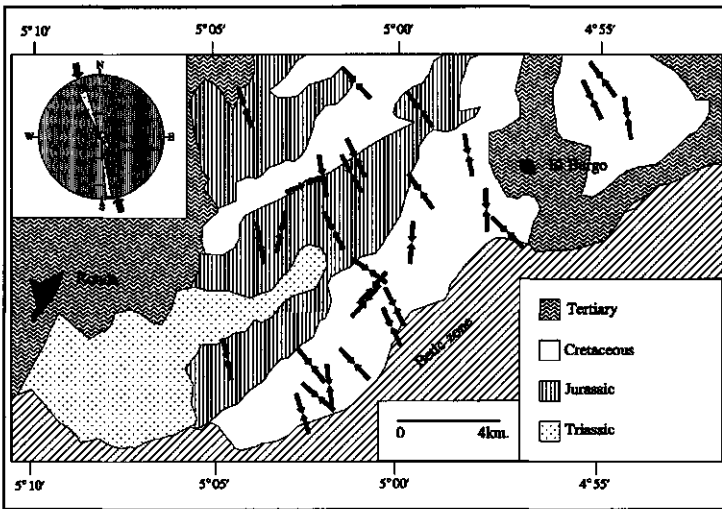 5°10' 5°05' 5°00' 4°55'
N
W E
S
El Burgo
Ronda
Betic zone
Tertiary
Cretaceous
Jurassic
Triassic
0 4km.
5°10' 5°05' 5°00' 4°55'